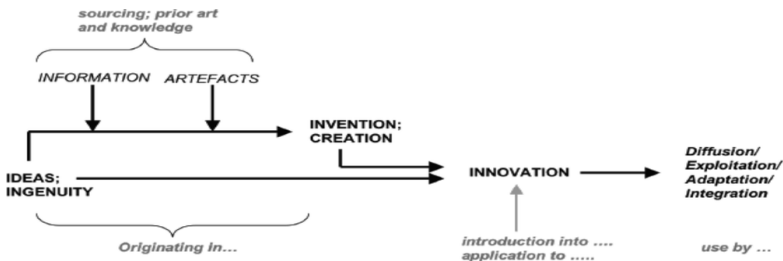 sourcing; prior art
and knowledge
INFORMATION ARTEFACTS
INVENTION;
CREATION
IDEAS;
INGENUITY
INNOVATION
Diffusion/
Exploitation/
Adaptation/
Integration
Originating in...
introduction into ....
application to .....
use by ...